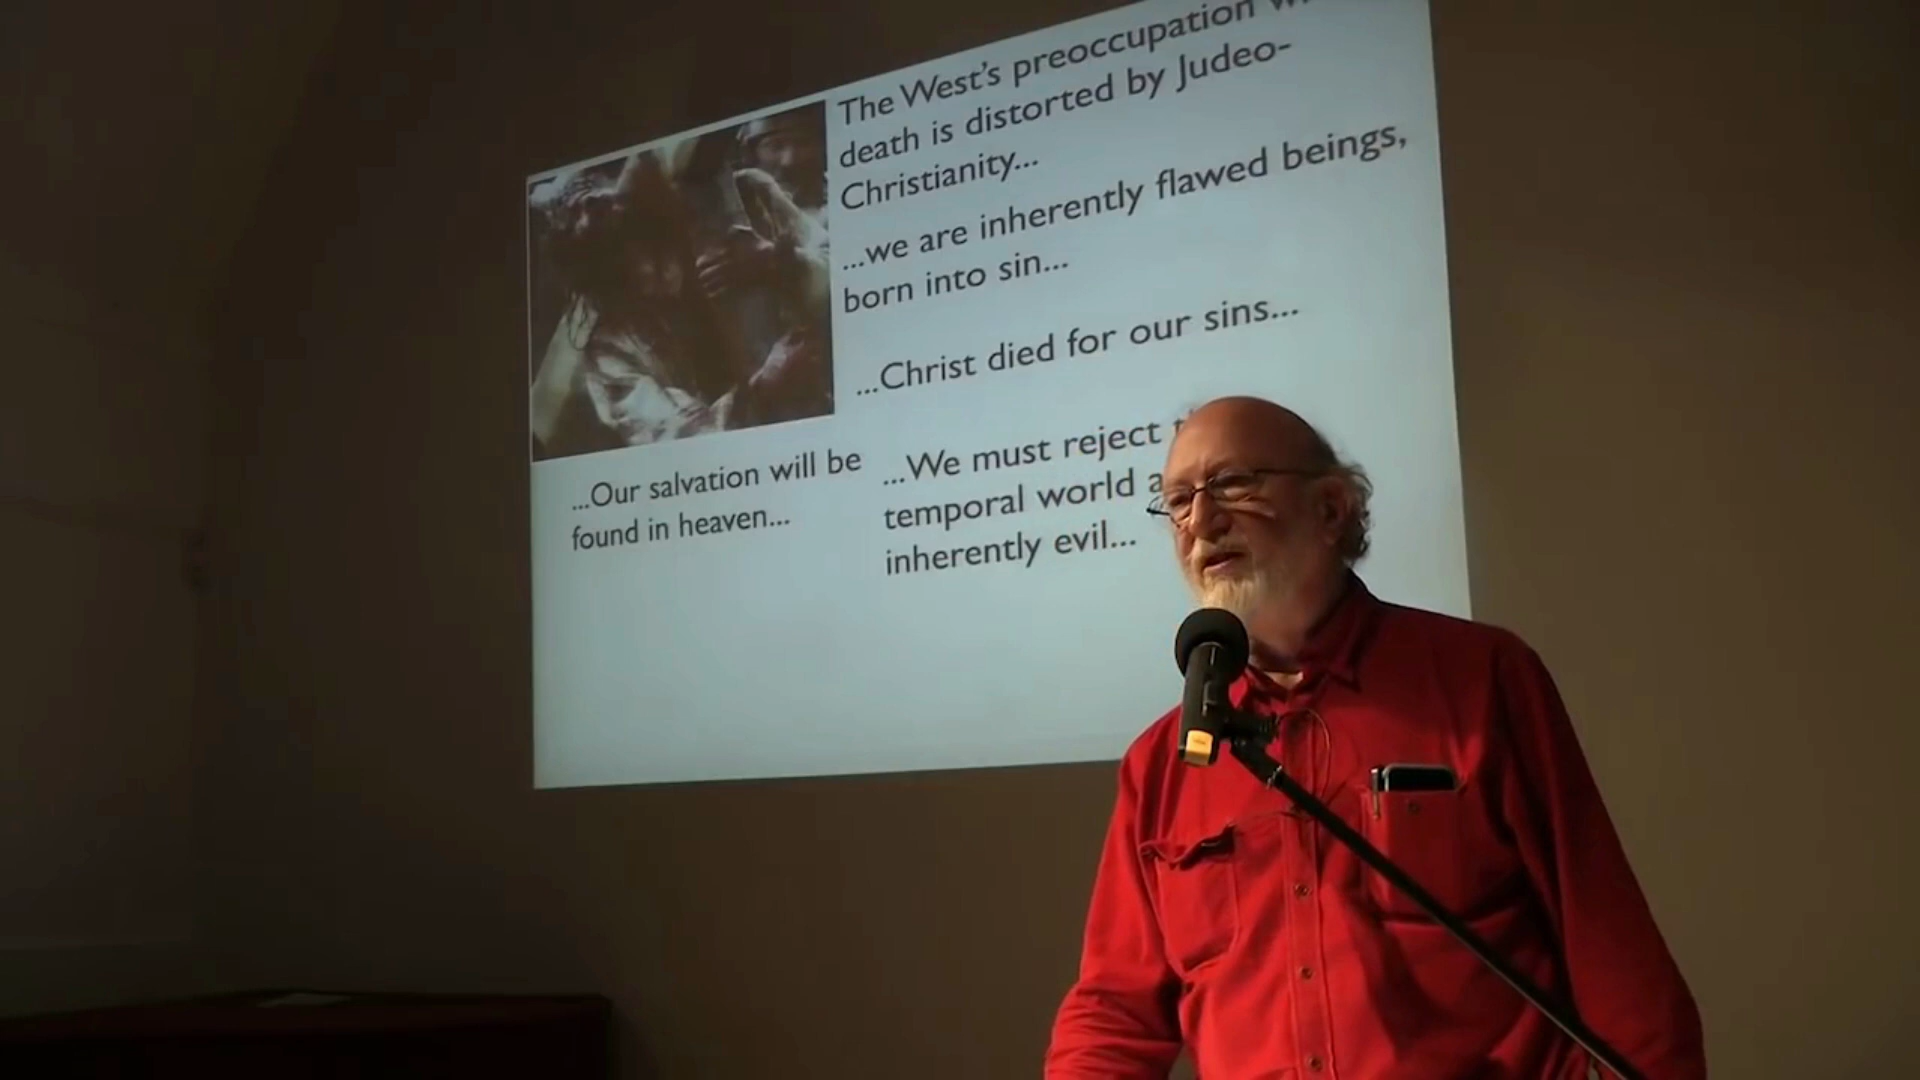 The West's preoccupation
death is distorted by Judeo-
Christianity...
...we are inherently flawed beings,
born into sin...
...Christ died for our sins...
...We must reject
temporal world
inherently evil...
...Our salvation will be
found in heaven...